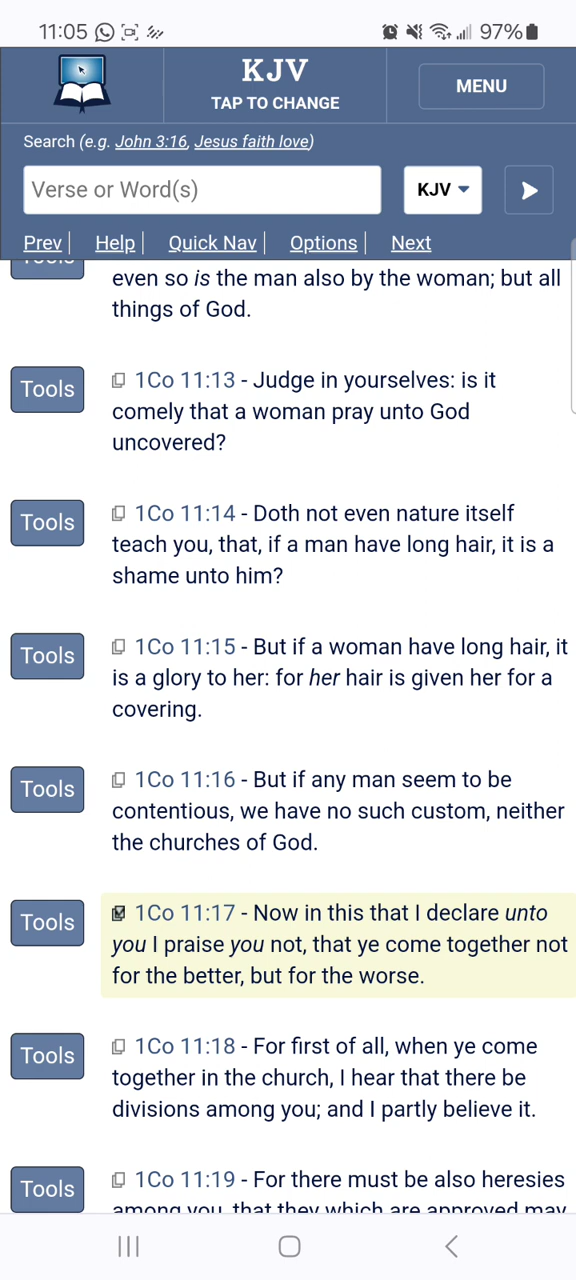 11:05 97%
KJV
TAP TO CHANGE
MENU
Search (e.g. John 3:16, Jesus faith love)
Verse or Word(s)
KJV
Prev Help Quick Nav Options Next
Tools
even so is the man also by the woman; but all
things of God.
Tools
1Co 11:13 - Judge in yourselves: is it
comely that a woman pray unto God
uncovered?
Tools
1Co 11:14 - Doth not even nature itself
teach you, that, if a man have long hair, it is a
shame unto him?
Tools
1Co 11:15 - But if a woman have long hair, it
is a glory to her: for her hair is given her for a
covering.
Tools
1Co 11:16 - But if any man seem to be
contentious, we have no such custom, neither
the churches of God.
Tools
1Co 11:17 - Now in this that I declare unto
you I praise you not, that ye come together not
for the better, but for the worse.
Tools
1Co 11:18 - For first of all, when ye come
together in the church, I hear that there be
divisions among you; and I partly believe it.
Tools
1Co 11:19 - For there must be also heresies
among you, that they which are approved may